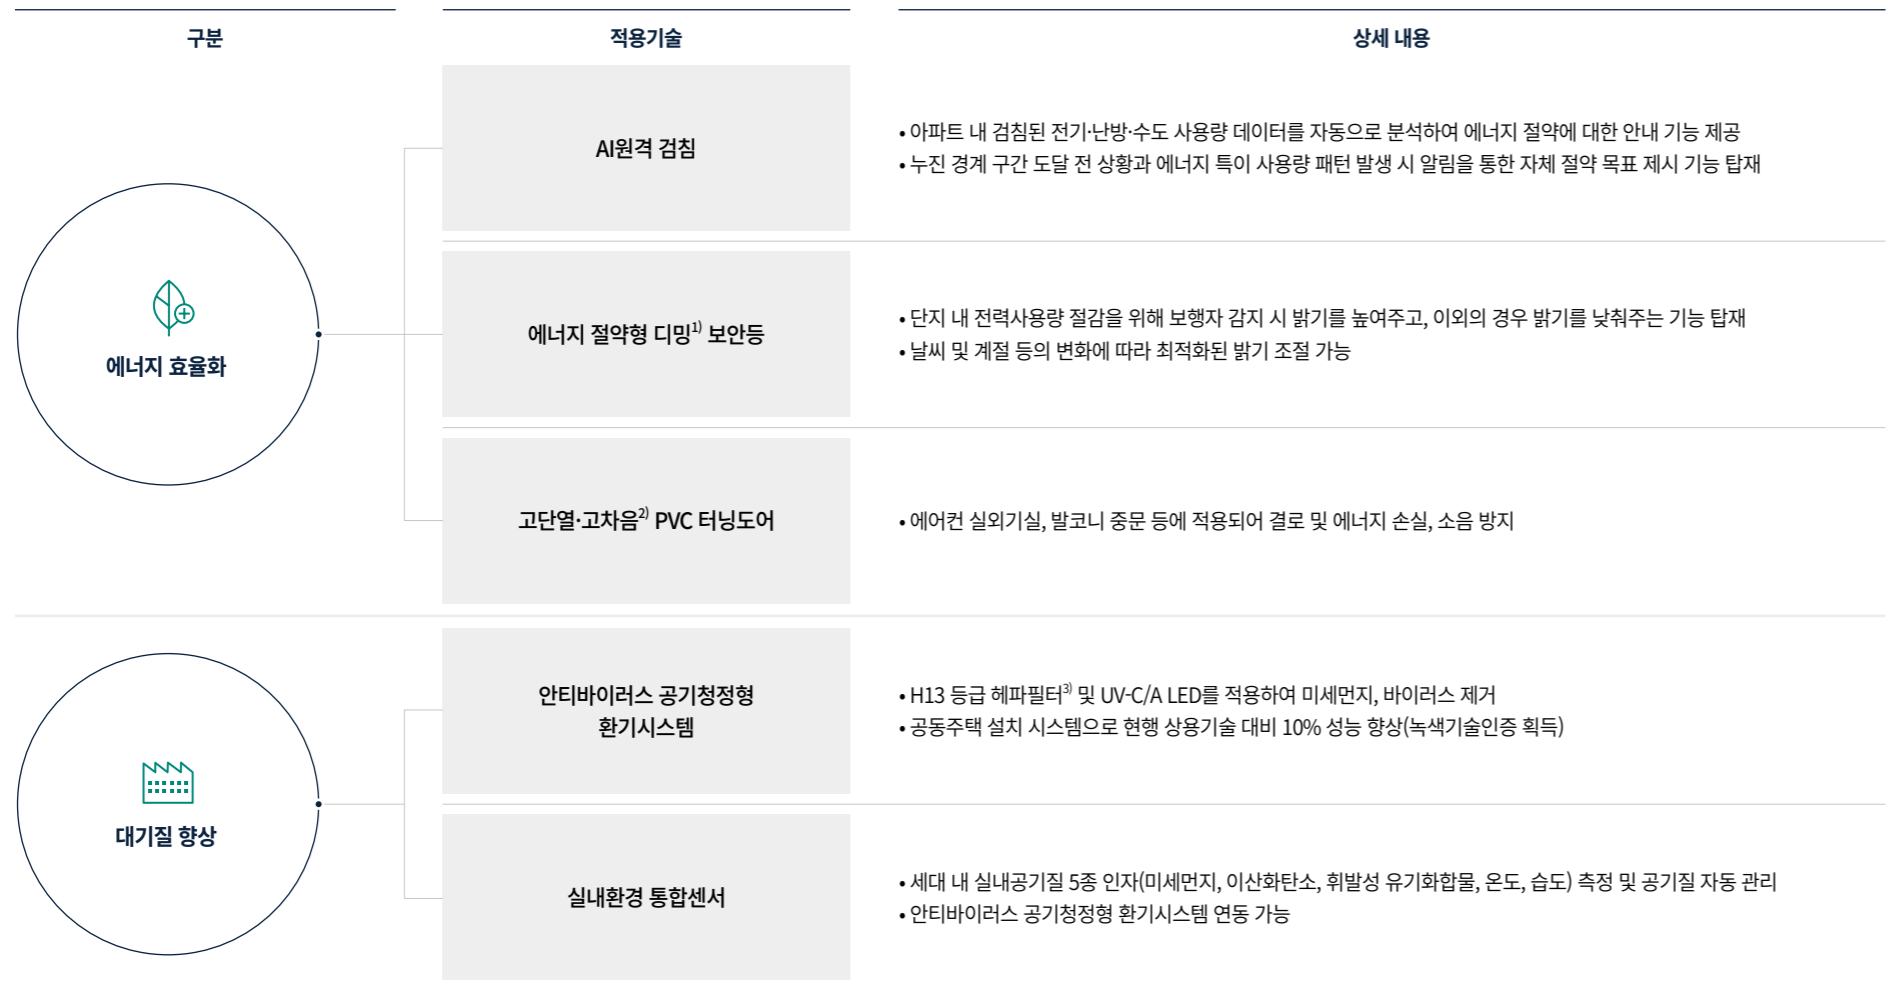 구분
적용기술
상세 내용
에너지 효율화
AI원격 검침
• 아파트 내 검침된 전기·난방·수도 사용량 데이터를 자동으로 분석하여 에너지 절약에 대한 안내 기능 제공
• 누진 경계 구간 도달 전 상황과 에너지 특이 사용량 패턴 발생 시 알림을 통한 자체 절약 목표 제시 기능 탑재
에너지 절약형 디밍1) 보안등
• 단지 내 전력사용량 절감을 위해 보행자 감지 시 밝기를 높여주고, 이외의 경우 밝기를 낮춰주는 기능 탑재
• 날씨 및 계절 등의 변화에 따라 최적화된 밝기 조절 가능
고단열·고차음2) PVC 터닝도어
• 에어컨 실외기실, 발코니 중문 등에 적용되어 결로 및 에너지 손실, 소음 방지
대기질 향상
안티바이러스 공기청정형
환기시스템
• H13 등급 헤파필터3) 및 UV-C/A LED를 적용하여 미세먼지, 바이러스 제거
• 공동주택 설치 시스템으로 현행 상용기술 대비 10% 성능 향상(녹색기술인증 획득)
실내환경 통합센서
• 세대 내 실내공기질 5종 인자(미세먼지, 이산화탄소, 휘발성 유기화합물, 온도, 습도) 측정 및 공기질 자동 관리
• 안티바이러스 공기청정형 환기시스템 연동 가능